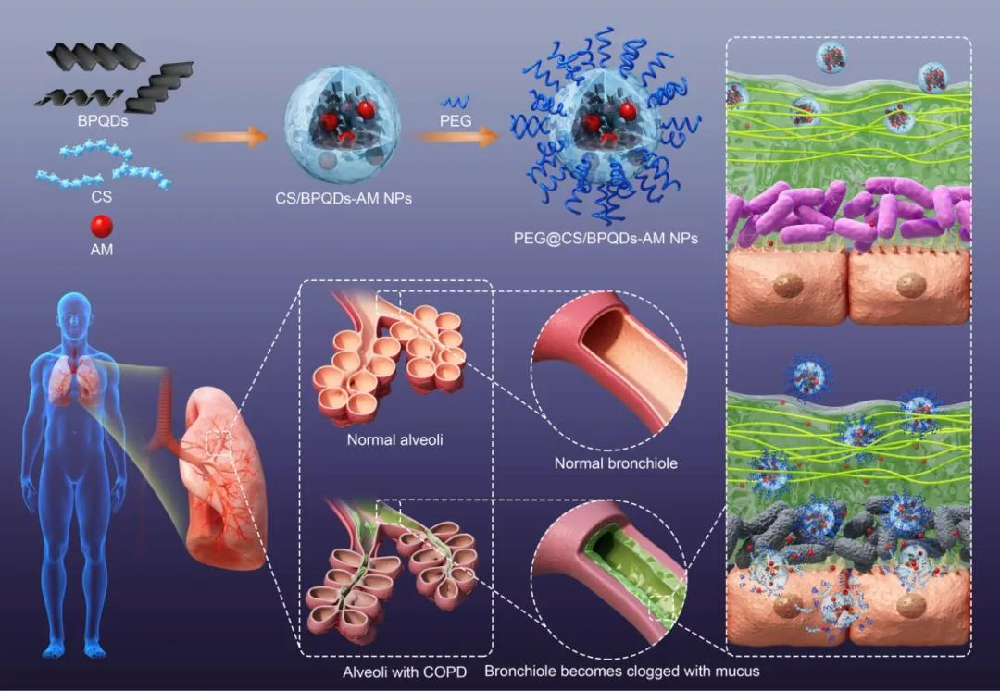 BPQDs
CS
AM
CS/BPQDs-AM NPs
PEG
PEG@CS/BPQDs-AM NPs
Normal alveoli
Normal bronchiole
Alveoli with COPD
Bronchiole becomes clogged with mucus